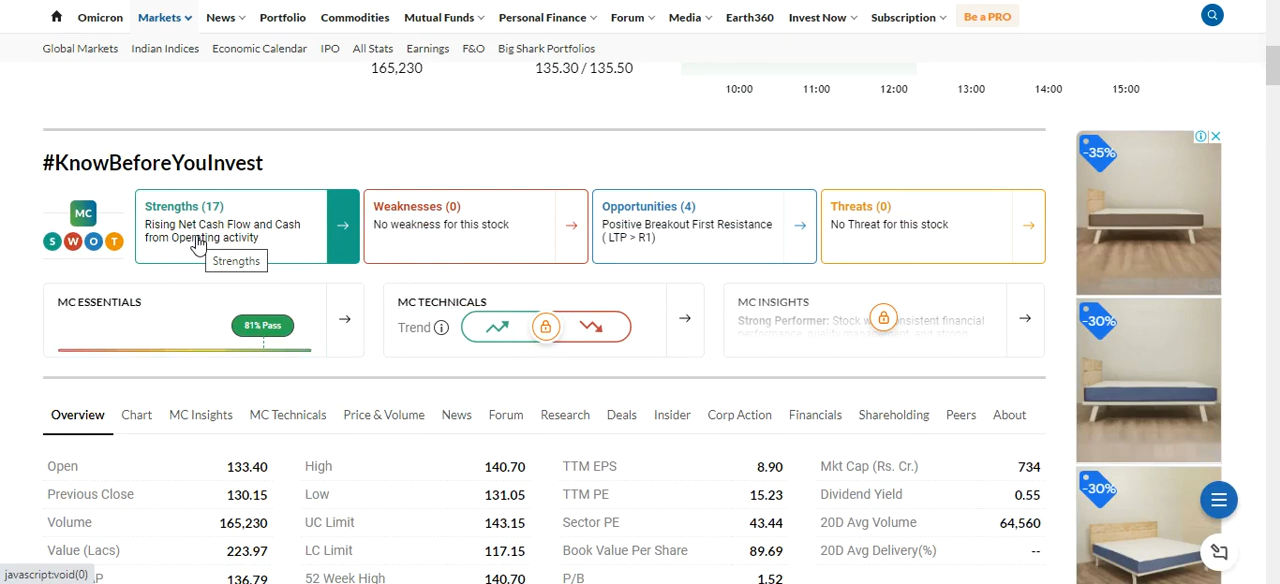 Omicron Markets News Portfolio Commodities Mutual Funds Personal Finance Forum Media Earth360 Invest Now Subscription Be a PRO
Global Markets Indian Indices Economic Calendar IPO All Stats Earnings F&O Big Shark Portfolios
165,230 135.30 / 135.50
10:00 11:00 12:00 13:00 14:00 15:00
#KnowBeforeYouInvest
MC
S W O T
Strengths (17)
Rising Net Cash Flow and Cash
from Operating activity
Strengths
Weaknesses (0)
No weakness for this stock
Opportunities (4)
Positive Breakout First Resistance
( LTP > R1)
Threats (0)
No Threat for this stock
MC ESSENTIALS
81% Pass
MC TECHNICALS
Trend
MC INSIGHTS
Strong Performer: Stock with consistent financial
performance, quality management, and strong
Overview Chart MC Insights MC Technicals Price & Volume News Forum Research Deals Insider Corp Action Financials Shareholding Peers About
Open 133.40 High 140.70 TTM EPS 8.90 Mkt Cap (Rs. Cr.) 734
Previous Close 130.15 Low 131.05 TTM PE 15.23 Dividend Yield 0.55
Volume 165,230 UC Limit 143.15 Sector PE 43.44 20D Avg Volume 64,560
Value (Lacs) 223.97 LC Limit 117.15 Book Value Per Share 89.69 20D Avg Delivery(%) --
136.79 52 Week High 140.70 P/B 1.52
javascript:void(0)
-35%
-30%
-30%